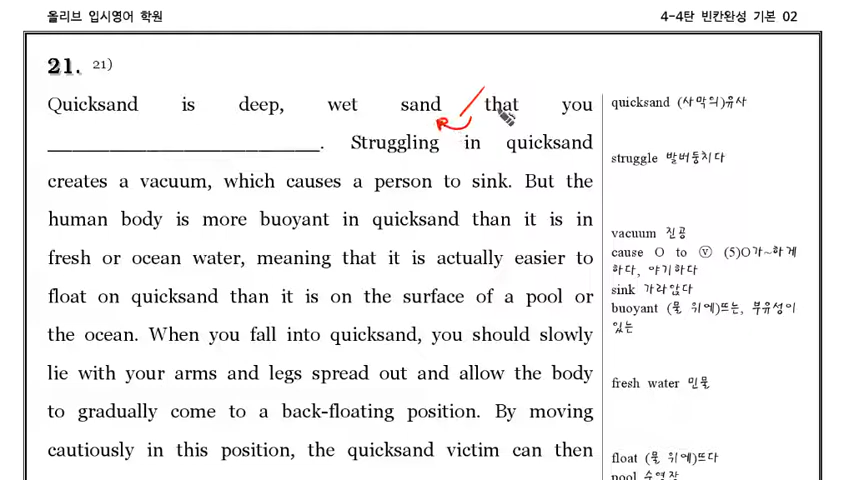 올리브 입시영어 학원
4-4탄 빈칸완성 기본 02
21. 21)
Quicksand is deep, wet sand that you
______________________. Struggling in quicksand
creates a vacuum, which causes a person to sink. But the
human body is more buoyant in quicksand than it is in
fresh or ocean water, meaning that it is actually easier to
float on quicksand than it is on the surface of a pool or
the ocean. When you fall into quicksand, you should slowly
lie with your arms and legs spread out and allow the body
to gradually come to a back-floating position. By moving
cautiously in this position, the quicksand victim can then
quicksand (사막의)유사
struggle 발버둥치다
vacuum 진공
cause O to ⓥ (5)O가~하게
하다, 야기하다
sink 가라앉다
buoyant (물 위에)뜨는, 부유성이
있는
fresh water 민물
float (물 위에)뜨다
pool 수영장